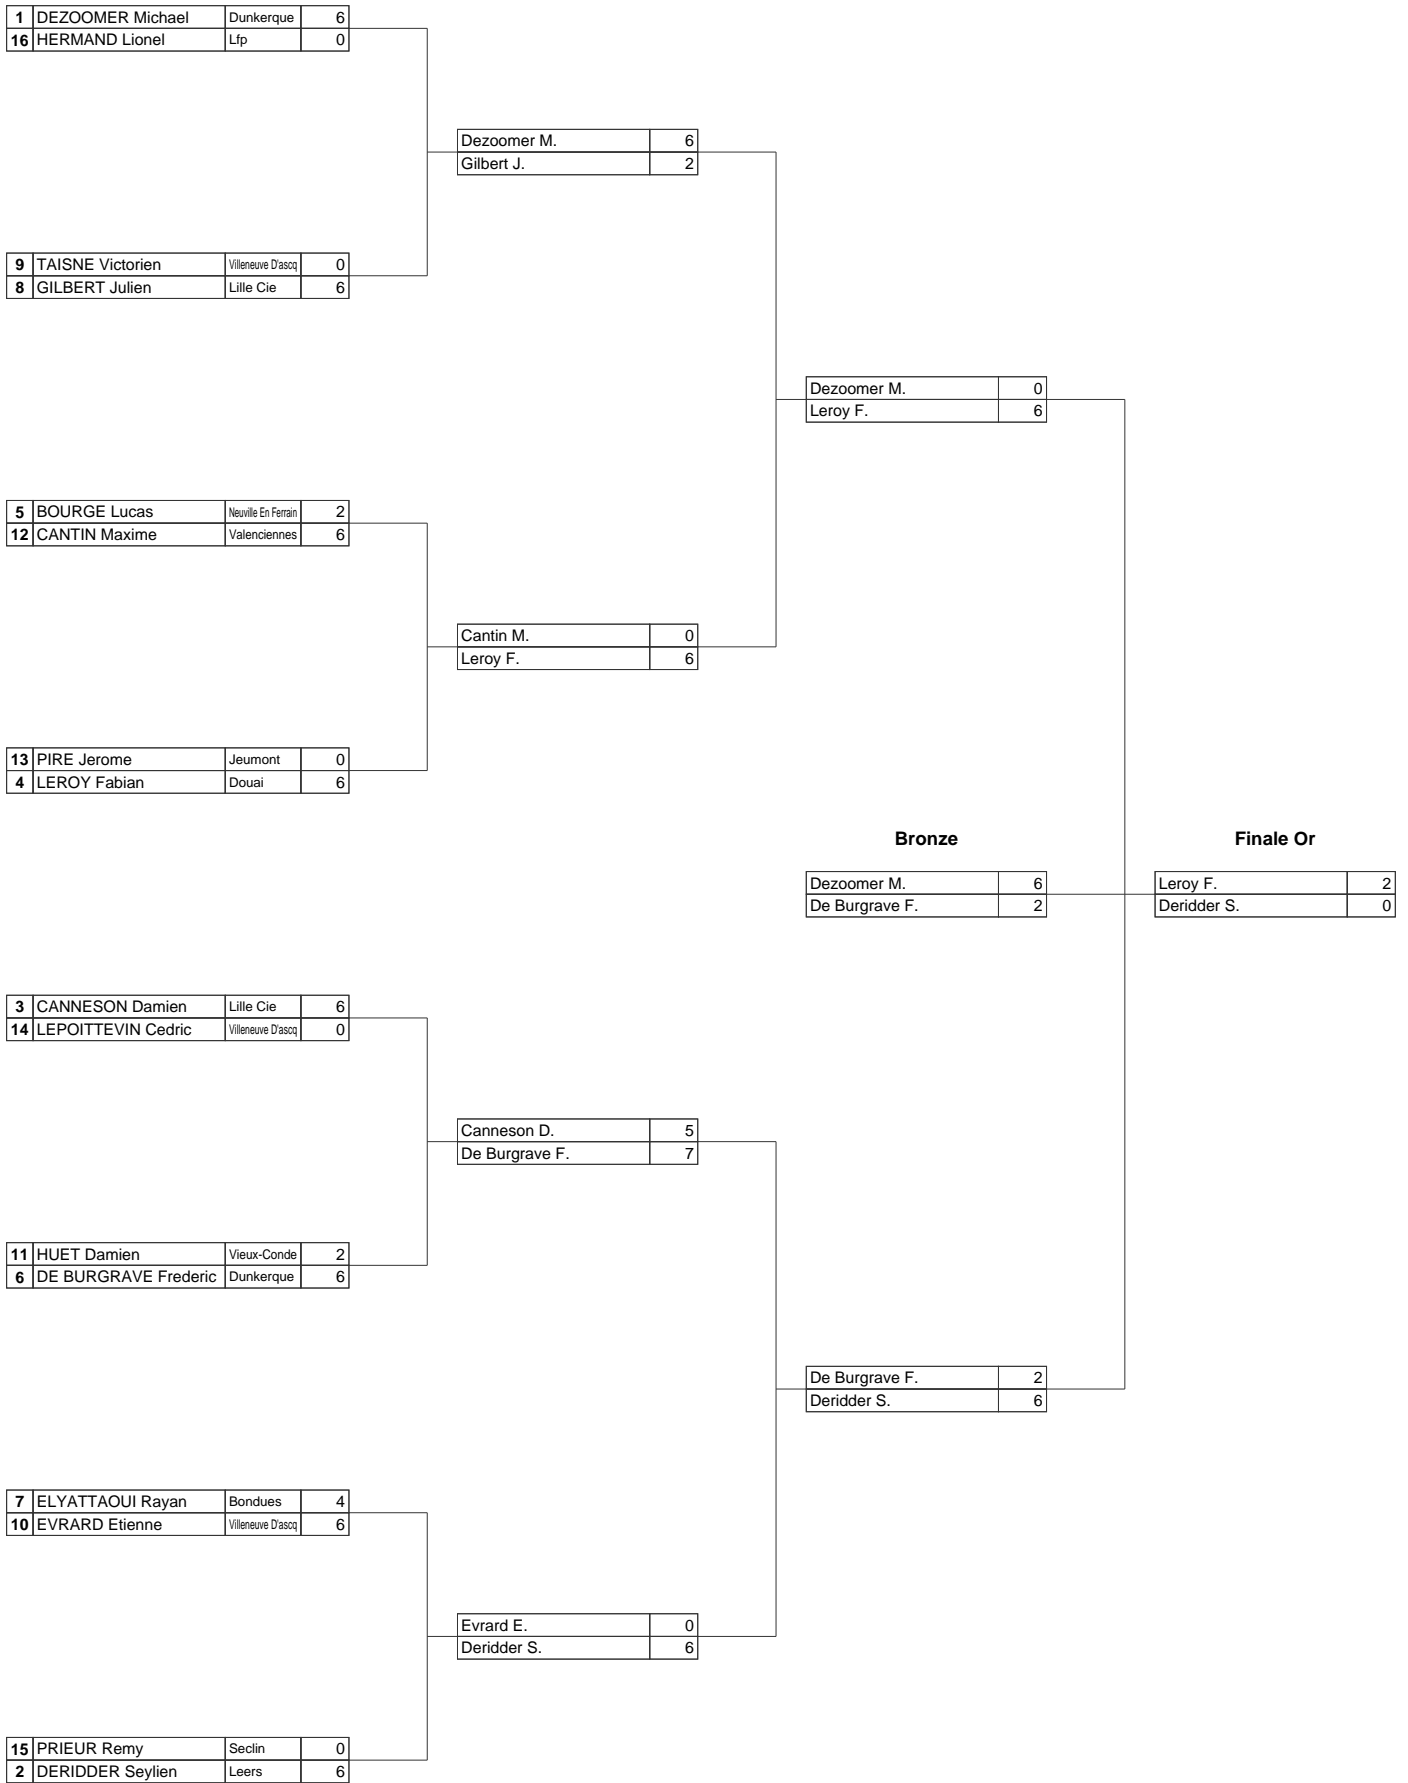 1 DEZOOMER Michael Dunkerque 6
16 HERMAND Lionel Lfp 0
Dezoomer M. 6
Gilbert J. 2
9 TAISNE Victorien Villeneuve D'ascq 0
8 GILBERT Julien Lille Cie 6
Dezoomer M. 0
Leroy F. 6
5 BOURGE Lucas Neuville En Ferrain 2
12 CANTIN Maxime Valenciennes 6
Cantin M. 0
Leroy F. 6
13 PIRE Jerome Jeumont 0
4 LEROY Fabian Douai 6
Bronze Finale Or
Dezoomer M. 6 Leroy F. 2
De Burgrave F. 2 Deridder S. 0
3 CANNESON Damien Lille Cie 6
14 LEPOITTEVIN Cedric Villeneuve D'ascq 0
Canneson D. 5
De Burgrave F. 7
11 HUET Damien Vieux-Conde 2
6 DE BURGRAVE Frederic Dunkerque 6
De Burgrave F. 2
Deridder S. 6
7 ELYATTAOUI Rayan Bondues 4
10 EVRARD Etienne Villeneuve D'ascq 6
Evrard E. 0
Deridder S. 6
15 PRIEUR Remy Seclin 0
2 DERIDDER Seylien Leers 6